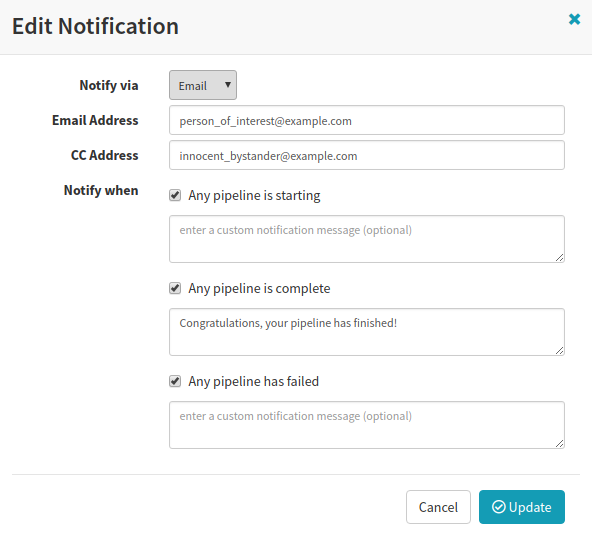 Edit Notification
Notify via Email
Email Address person_of_interest@example.com
CC Address innocent_bystander@example.com
Notify when Any pipeline is starting
enter a custom notification message (optional)
Any pipeline is complete
Congratulations, your pipeline has finished!
Any pipeline has failed
enter a custom notification message (optional)
Cancel Update